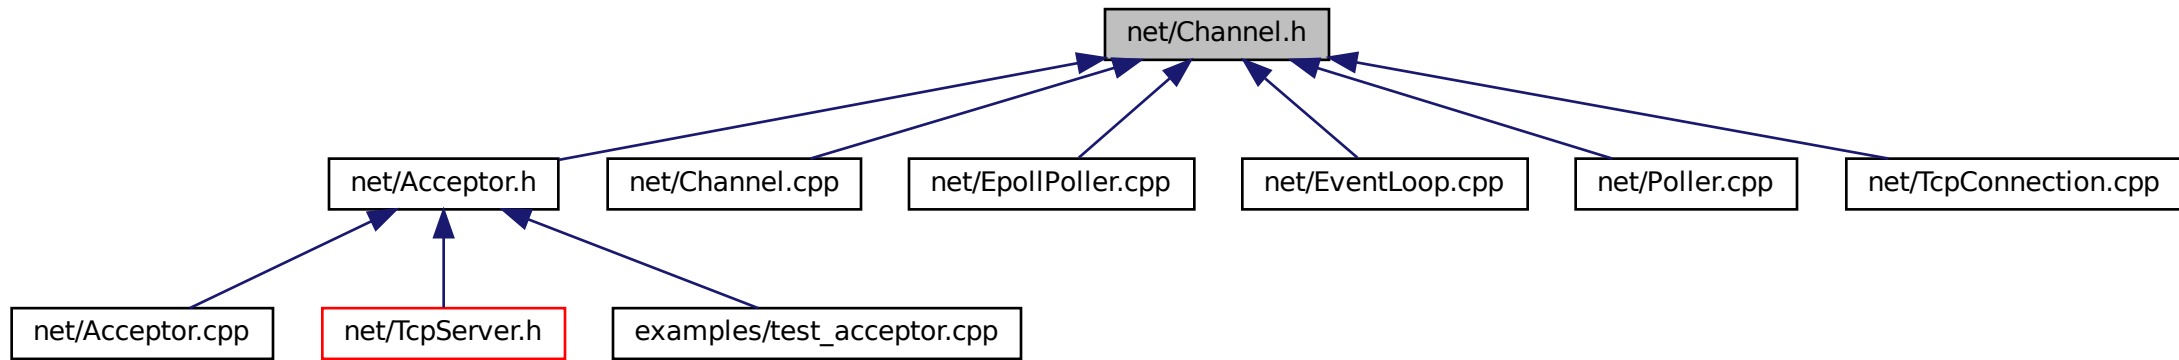 net/Channel.h
net/Acceptor.h
net/Channel.cpp
net/EpollPoller.cpp
net/EventLoop.cpp
net/Poller.cpp
net/TcpConnection.cpp
net/Acceptor.cpp
net/TcpServer.h
examples/test_acceptor.cpp